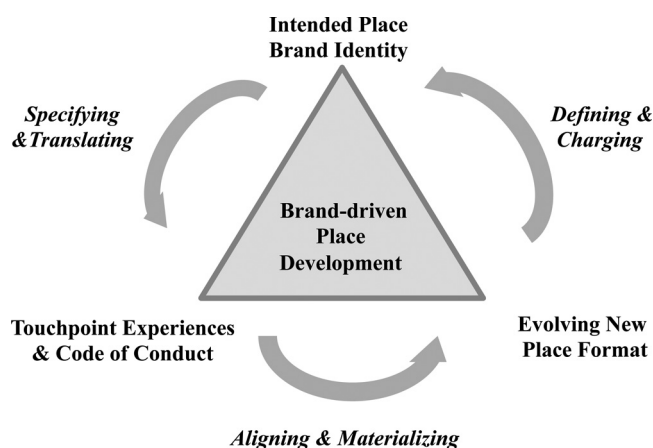 Intended Place
Brand Identity
Specifying
&Translating
Defining &
Charging
Brand-driven
Place
Development
Touchpoint Experiences
& Code of Conduct
Evolving New
Place Format
Aligning & Materializing